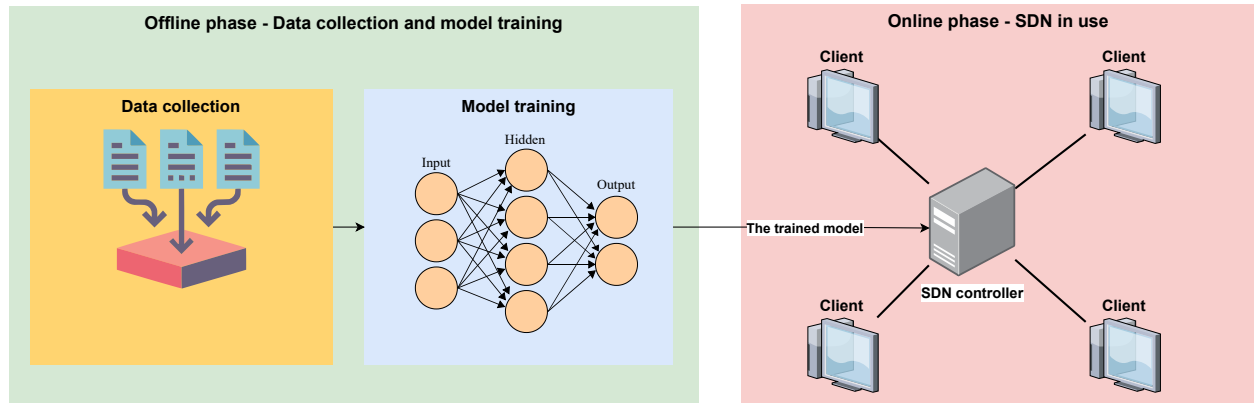 Offline phase - Data collection and model training
Data collection
Model training
Input
Hidden
Output
The trained model
Online phase - SDN in use
Client
Client
SDN controller
Client
Client